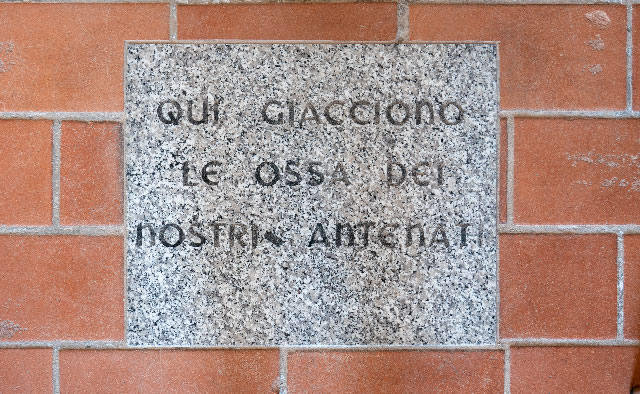 QUI GIACCIONO
LE OSSA DEI
NOSTRI ANTENATI